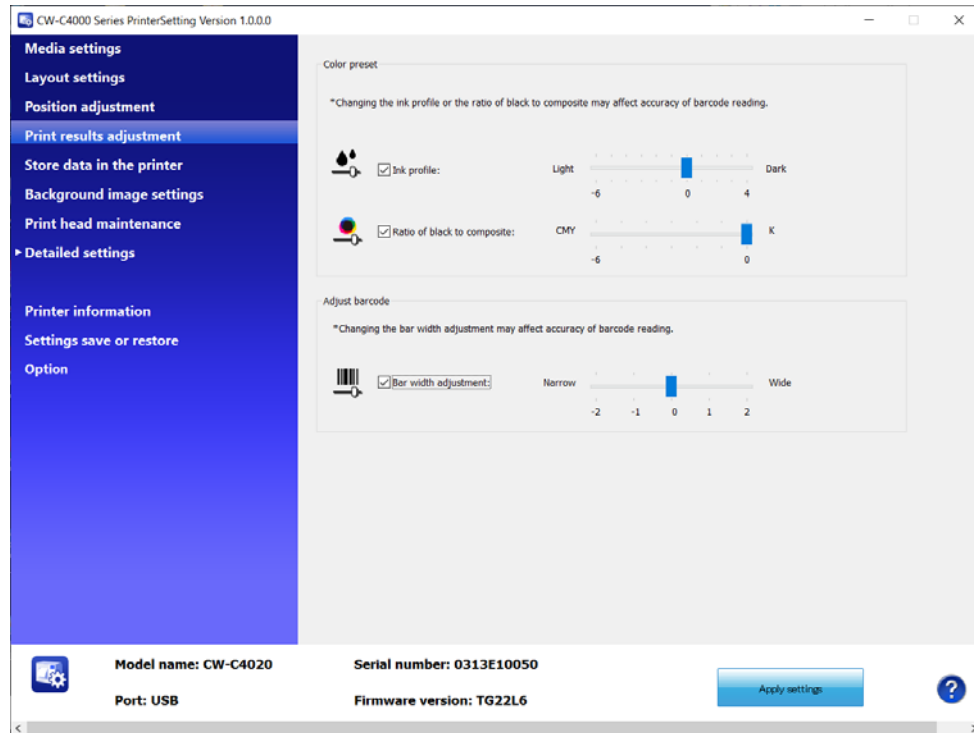 CW-C4000 Series PrinterSetting Version 1.0.0.0
Media settings
Layout settings
Position adjustment
Print results adjustment
Store data in the printer
Background image settings
Print head maintenance
Detailed settings
Printer information
Settings save or restore
Option
Color preset
*Changing the ink profile or the ratio of black to composite may affect accuracy of barcode reading.
Ink profile: Light Dark
-6 0 4
Ratio of black to composite: CMY K
-6 0
Adjust barcode
*Changing the bar width adjustment may affect accuracy of barcode reading.
Bar width adjustment: Narrow Wide
-2 -1 0 1 2
Model name: CW-C4020 Serial number: 0313E10050
Port: USB Firmware version: TG22L6
Apply settings
?